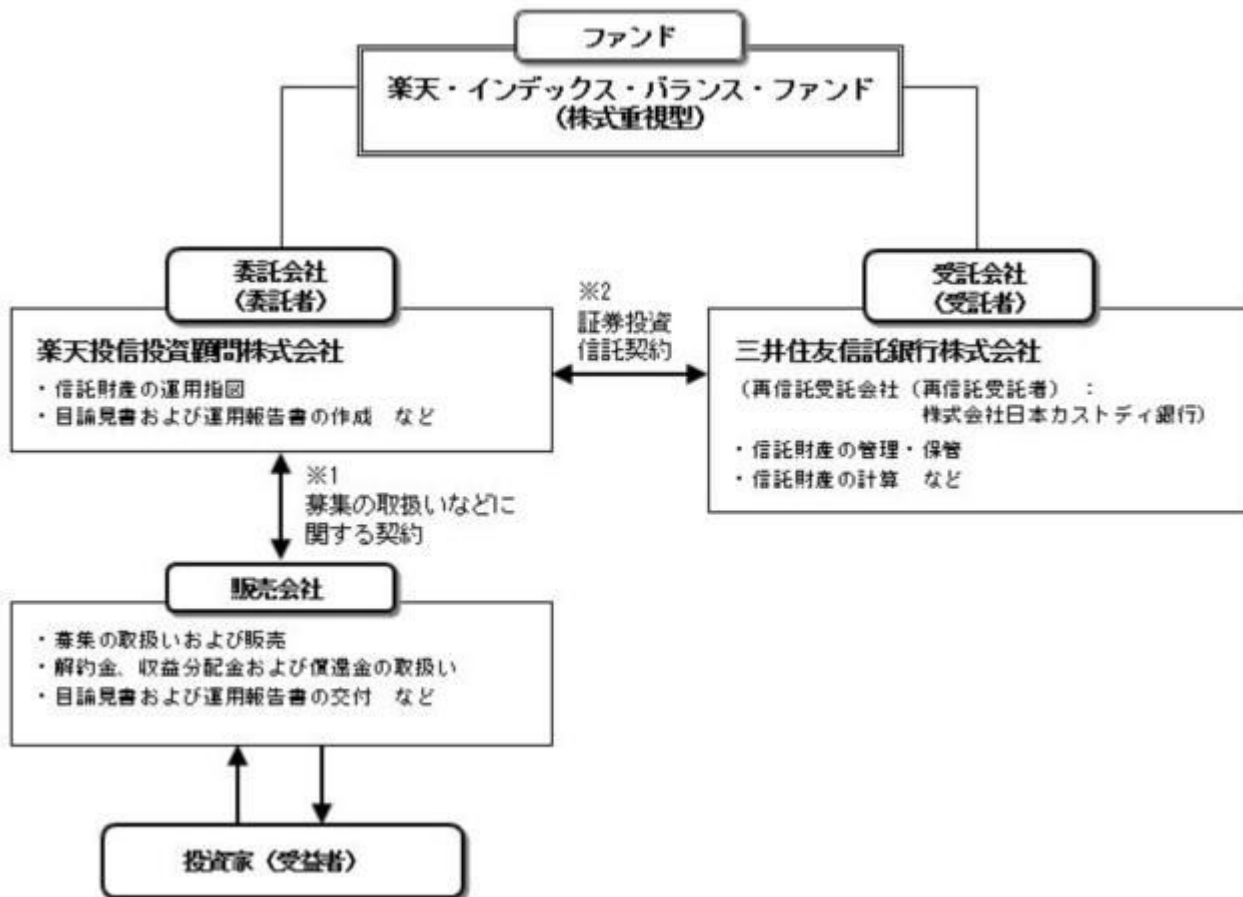 ファンド
楽天・インデックス・バランス・ファンド
（株式重視型）
委託会社
（委託者）
楽天投信投資顧問株式会社
・信託財産の運用指図
・目論見書および運用報告書の作成　など
※2
証券投資
信託契約
受託会社
（受託者）
三井住友信託銀行株式会社
（再信託受託会社（再信託受託者）　：
株式会社日本カストディ銀行）
・信託財産の管理・保管
・信託財産の計算　など
※1
募集の取扱いなどに
関する契約
販売会社
・募集の取扱いおよび販売
・解約金、収益分配金および償還金の取扱い
・目論見書および運用報告書の交付　など
投資家（受益者）